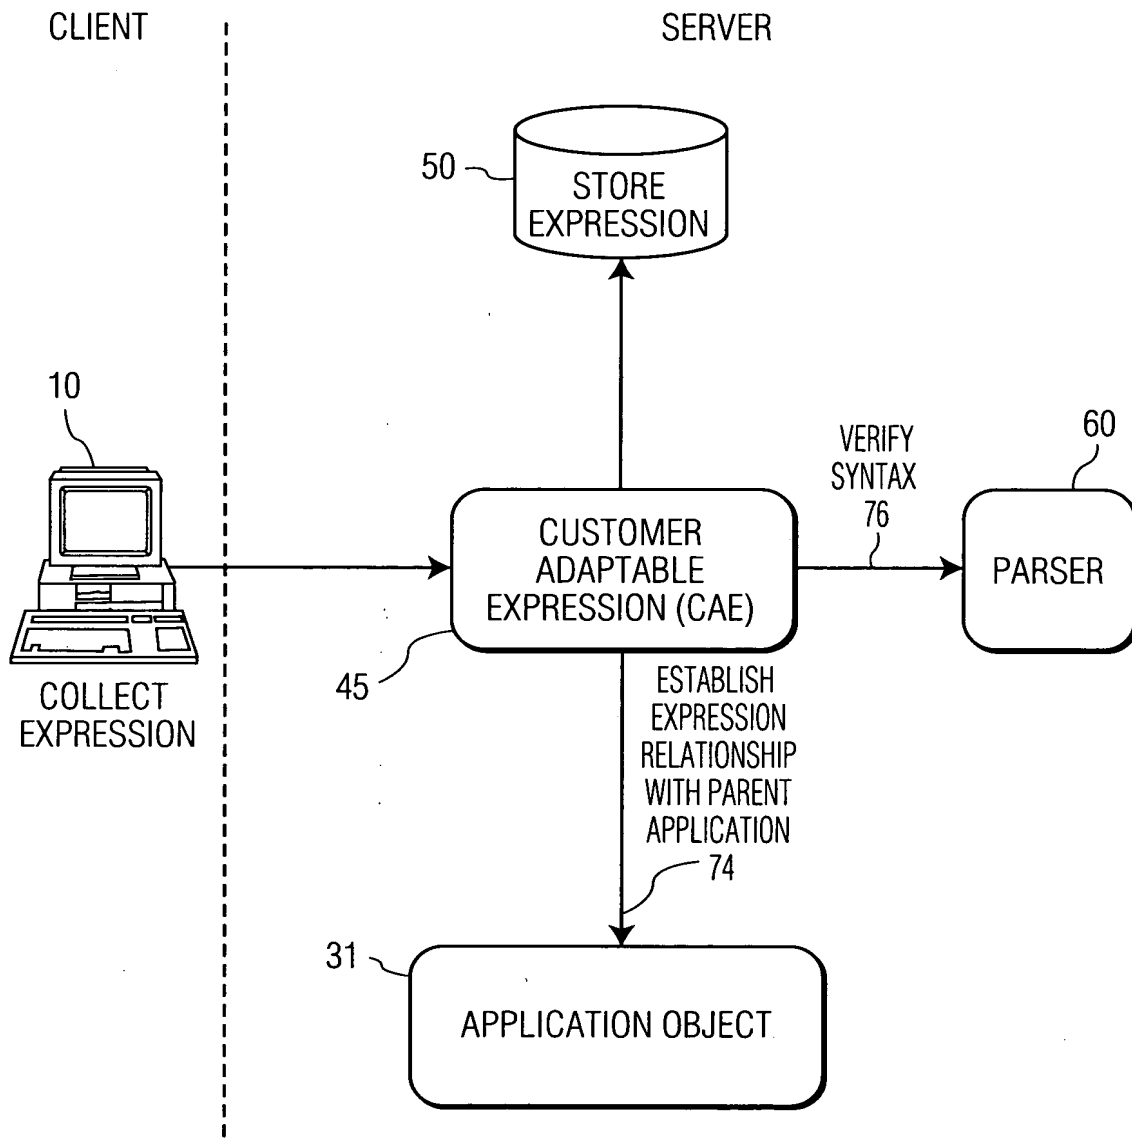 CLIENT
SERVER
50
STORE
EXPRESSION
10
VERIFY
SYNTAX
76
60
CUSTOMER
ADAPTABLE
EXPRESSION (CAE)
PARSER
45
COLLECT
EXPRESSION
ESTABLISH
EXPRESSION
RELATIONSHIP
WITH PARENT
APPLICATION
74
31
APPLICATION OBJECT